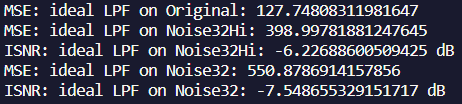 MSE: ideal LPF on Original: 127.74808311981647
MSE: ideal LPF on Noise32Hi: 398.99781881247645
ISNR: ideal LPF on Noise32Hi: -6.22688600509425 dB
MSE: ideal LPF on Noise32: 550.8786914157856
ISNR: ideal LPF on Noise32: -7.548655329151717 dB